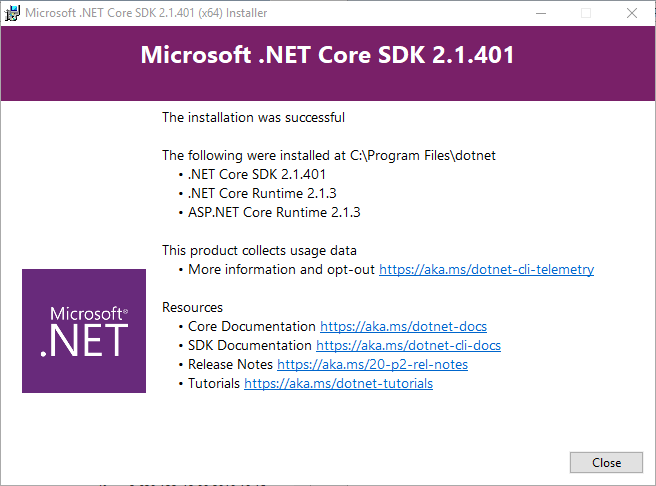 Microsoft .NET Core SDK 2.1.401 (x64) Installer
Microsoft .NET Core SDK 2.1.401
The installation was successful
The following were installed at C:\Program Files\dotnet
• .NET Core SDK 2.1.401
• .NET Core Runtime 2.1.3
• ASP.NET Core Runtime 2.1.3
This product collects usage data
• More information and opt-out https://aka.ms/dotnet-cli-telemetry
Microsoft®
.NET
Resources
• Core Documentation https://aka.ms/dotnet-docs
• SDK Documentation https://aka.ms/dotnet-cli-docs
• Release Notes https://aka.ms/20-p2-rel-notes
• Tutorials https://aka.ms/dotnet-tutorials
Close